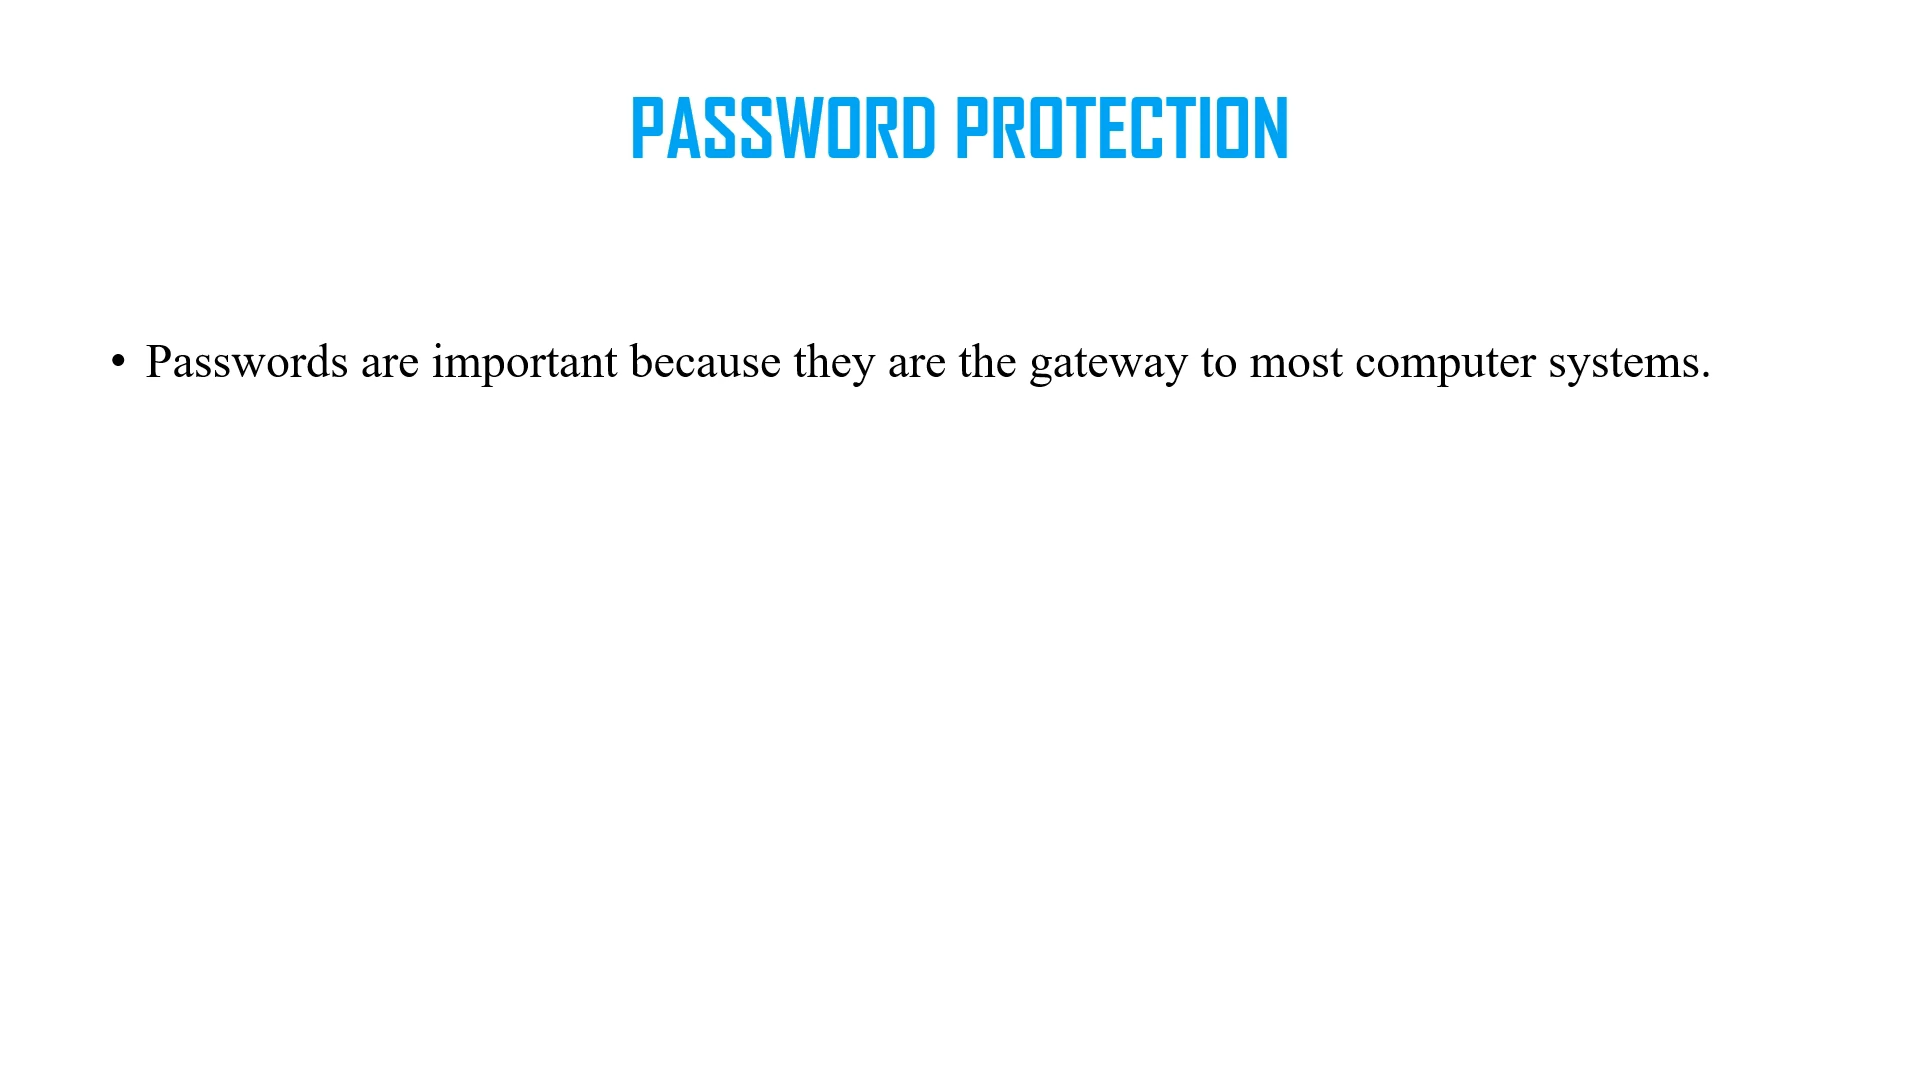 PASSWORD PROTECTION
• Passwords are important because they are the gateway to most computer systems.